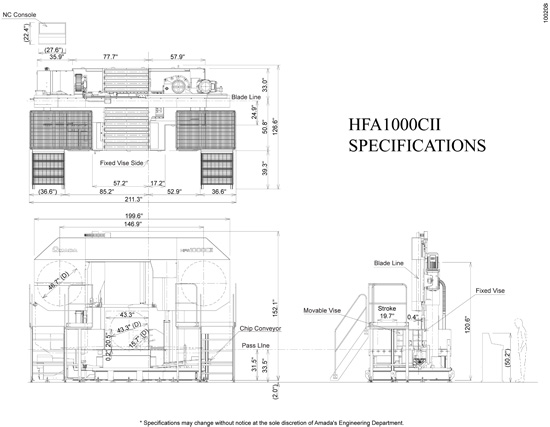 100208
NC Console
(22.4")
(27.6")
35.9"
77.7"
57.9"
Blade Line
33.0"
24.9"
50.8"
126.6"
39.3"
Fixed Vise Side
57.2"
17.2"
(36.6")
85.2"
52.9"
36.6"
211.3"
HFA1000CII
SPECIFICATIONS
199.6"
146.9"
HFA1000CII
46.7" (D)
43.3"
43.3" (D)
15.7" (D)
20.5"
0.2"
Chip Conveyor
Pass Line
152.1"
31.5"
33.5"
(2.0")
Blade Line
Fixed Vise
Movable Vise
Stroke
19.7"
0.4"
120.6"
(50.2")
* Specifications may change without notice at the sole discretion of Amada's Engineering Department.